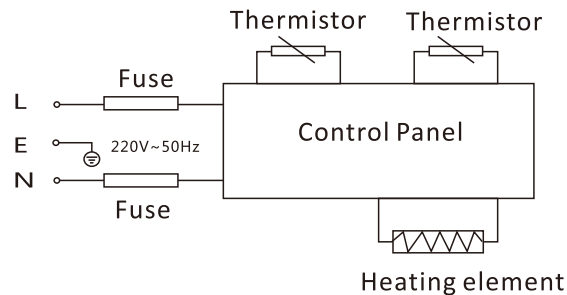 Thermistor
Thermistor
Fuse
L
Control Panel
E
220V~50Hz
N
Fuse
Heating element